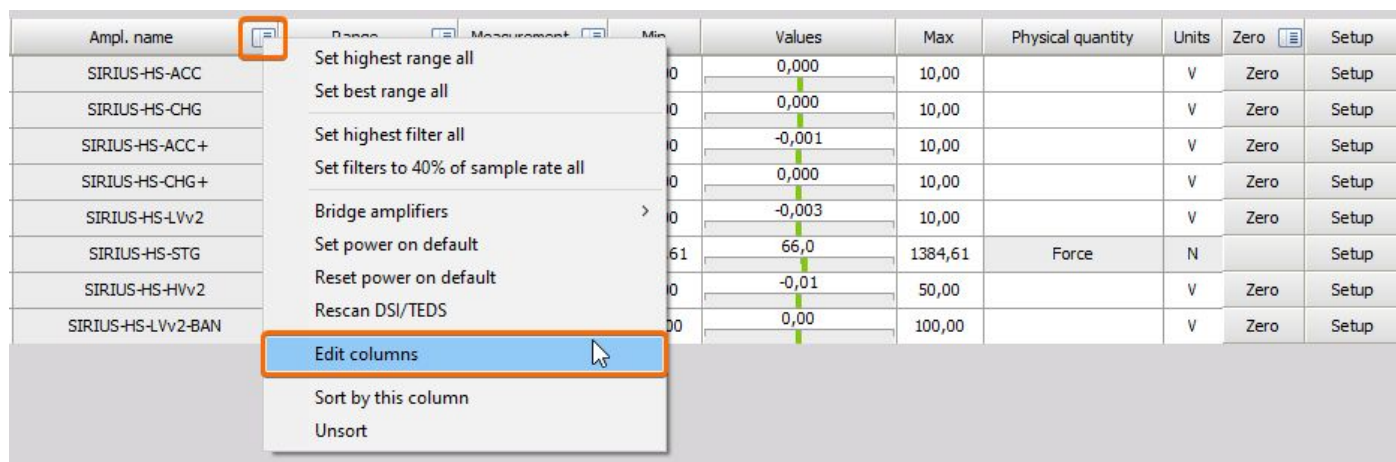 Ampl. name Range Measurement Min Values Max Physical quantity Units Zero Setup
SIRIUS-HS-ACC 0,000 10,00 V Zero Setup
SIRIUS-HS-CHG 0,000 10,00 V Zero Setup
SIRIUS-HS-ACC+ -0,001 10,00 V Zero Setup
SIRIUS-HS-CHG+ 0,000 10,00 V Zero Setup
SIRIUS-HS-LVv2 -0,003 10,00 V Zero Setup
SIRIUS-HS-STG 66,0 1384,61 Force N Setup
SIRIUS-HS-HVv2 -0,01 50,00 V Zero Setup
SIRIUS-HS-LVv2-BAN 0,00 100,00 V Zero Setup
Set highest range all
Set best range all
Set highest filter all
Set filters to 40% of sample rate all
Bridge amplifiers
Set power on default
Reset power on default
Rescan DSI/TEDS
Edit columns
Sort by this column
Unsort